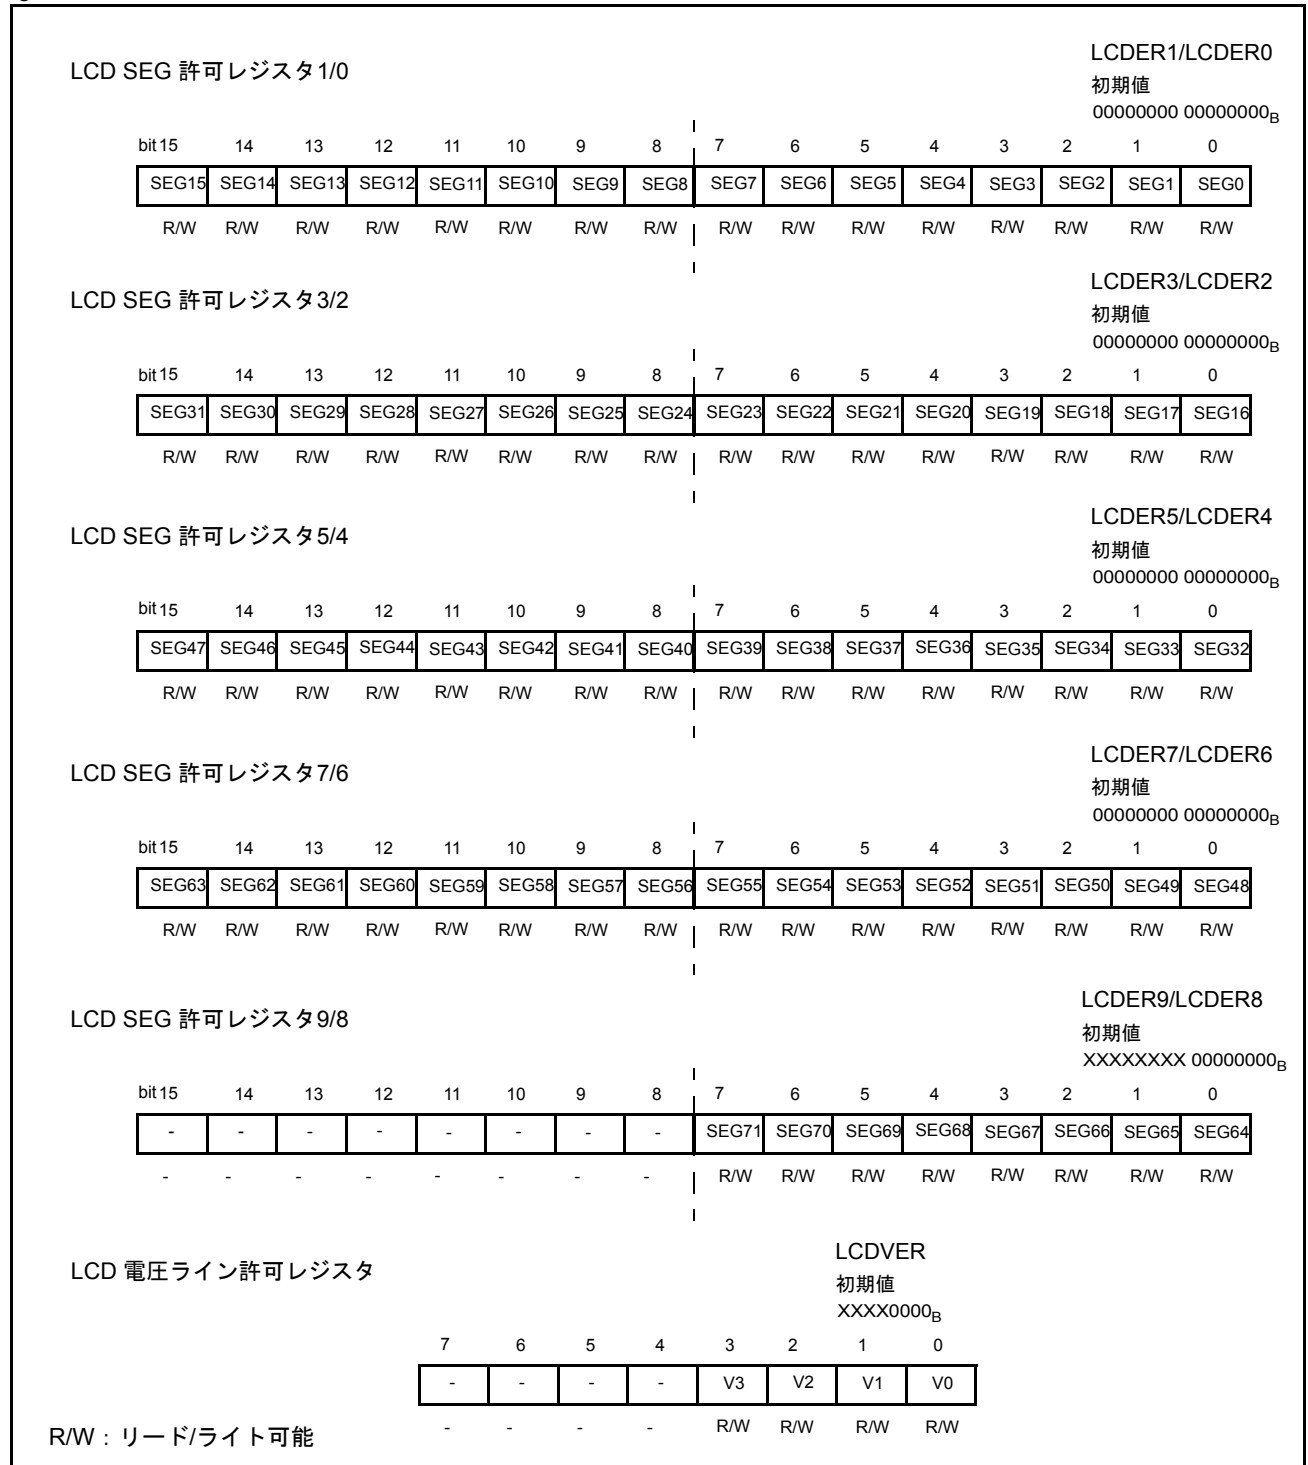 LCD SEG 許可レジスタ1/0
LCDER1/LCDER0
初期値
00000000 00000000B
bit 15 14 13 12 11 10 9 8 7 6 5 4 3 2 1 0
SEG15 SEG14 SEG13 SEG12 SEG11 SEG10 SEG9 SEG8 SEG7 SEG6 SEG5 SEG4 SEG3 SEG2 SEG1 SEG0
R/W R/W R/W R/W R/W R/W R/W R/W R/W R/W R/W R/W R/W R/W R/W R/W
LCD SEG 許可レジスタ3/2
LCDER3/LCDER2
初期値
00000000 00000000B
bit 15 14 13 12 11 10 9 8 7 6 5 4 3 2 1 0
SEG31 SEG30 SEG29 SEG28 SEG27 SEG26 SEG25 SEG24 SEG23 SEG22 SEG21 SEG20 SEG19 SEG18 SEG17 SEG16
R/W R/W R/W R/W R/W R/W R/W R/W R/W R/W R/W R/W R/W R/W R/W R/W
LCD SEG 許可レジスタ5/4
LCDER5/LCDER4
初期値
00000000 00000000B
bit 15 14 13 12 11 10 9 8 7 6 5 4 3 2 1 0
SEG47 SEG46 SEG45 SEG44 SEG43 SEG42 SEG41 SEG40 SEG39 SEG38 SEG37 SEG36 SEG35 SEG34 SEG33 SEG32
R/W R/W R/W R/W R/W R/W R/W R/W R/W R/W R/W R/W R/W R/W R/W R/W
LCD SEG 許可レジスタ7/6
LCDER7/LCDER6
初期値
00000000 00000000B
bit 15 14 13 12 11 10 9 8 7 6 5 4 3 2 1 0
SEG63 SEG62 SEG61 SEG60 SEG59 SEG58 SEG57 SEG56 SEG55 SEG54 SEG53 SEG52 SEG51 SEG50 SEG49 SEG48
R/W R/W R/W R/W R/W R/W R/W R/W R/W R/W R/W R/W R/W R/W R/W R/W
LCD SEG 許可レジスタ9/8
LCDER9/LCDER8
初期値
XXXXXXXX 00000000B
bit 15 14 13 12 11 10 9 8 7 6 5 4 3 2 1 0
- - - - - - - - SEG71 SEG70 SEG69 SEG68 SEG67 SEG66 SEG65 SEG64
- - - - - - - - R/W R/W R/W R/W R/W R/W R/W R/W
LCD 電圧ライン許可レジスタ
LCDVER
初期値
XXXX0000B
7 6 5 4 3 2 1 0
- - - - V3 V2 V1 V0
- - - - R/W R/W R/W R/W
R/W：リード/ライト可能